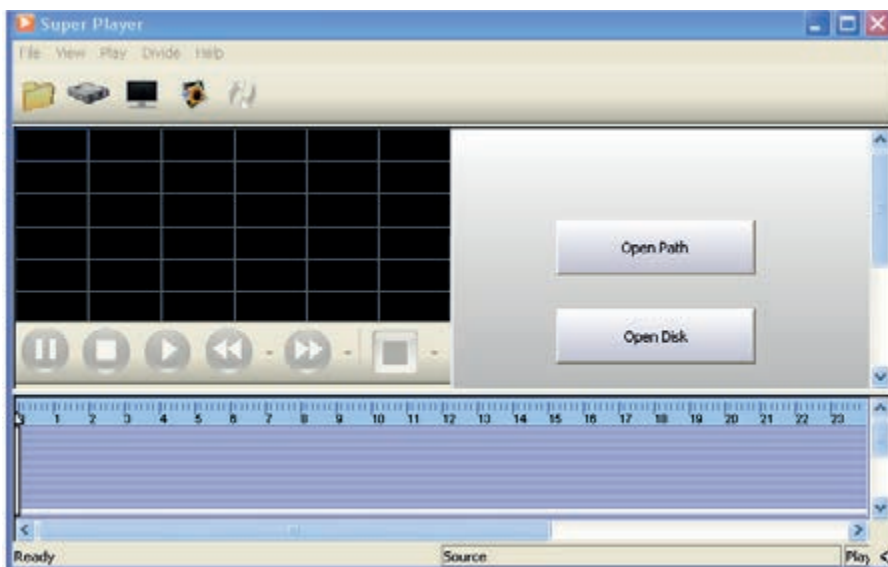 Super Player
File View Play Divide Help
Open Path
Open Disk
1 2 3 4 5 6 7 8 9 10 11 12 13 14 15 16 17 18 19 20 21 22 23
Ready Source Play